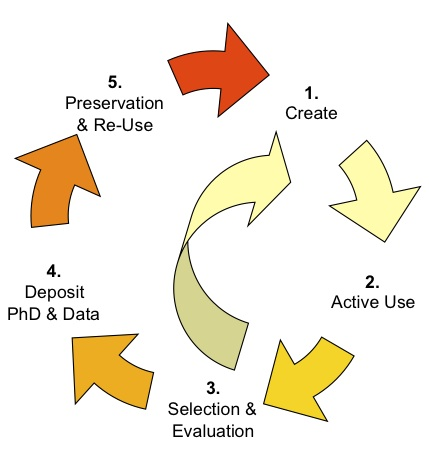 1.
Create
2.
Active Use
3.
Selection &
Evaluation
4.
Deposit
PhD & Data
5.
Preservation
& Re-Use